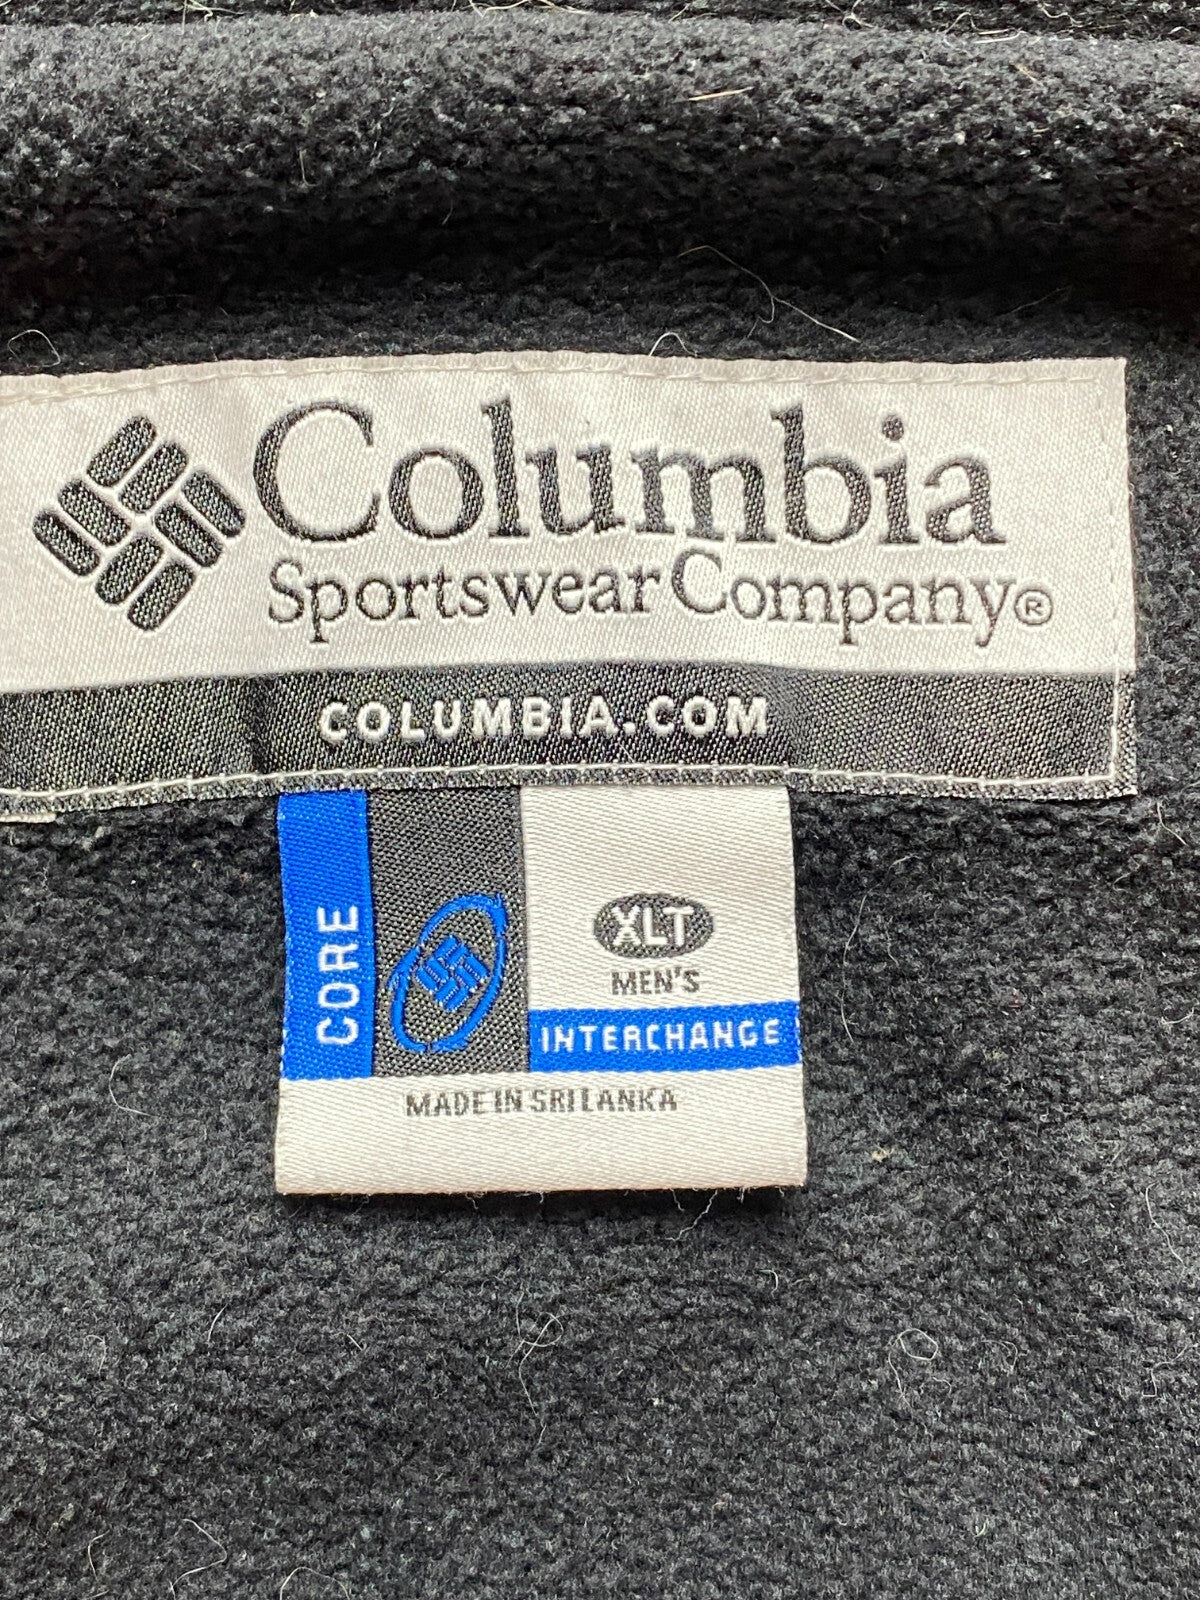 Columbia
Sportswear Company®
COLUMBIA.COM
CORE
XLT
MEN'S
INTERCHANGE
MADE IN SRI LANKA